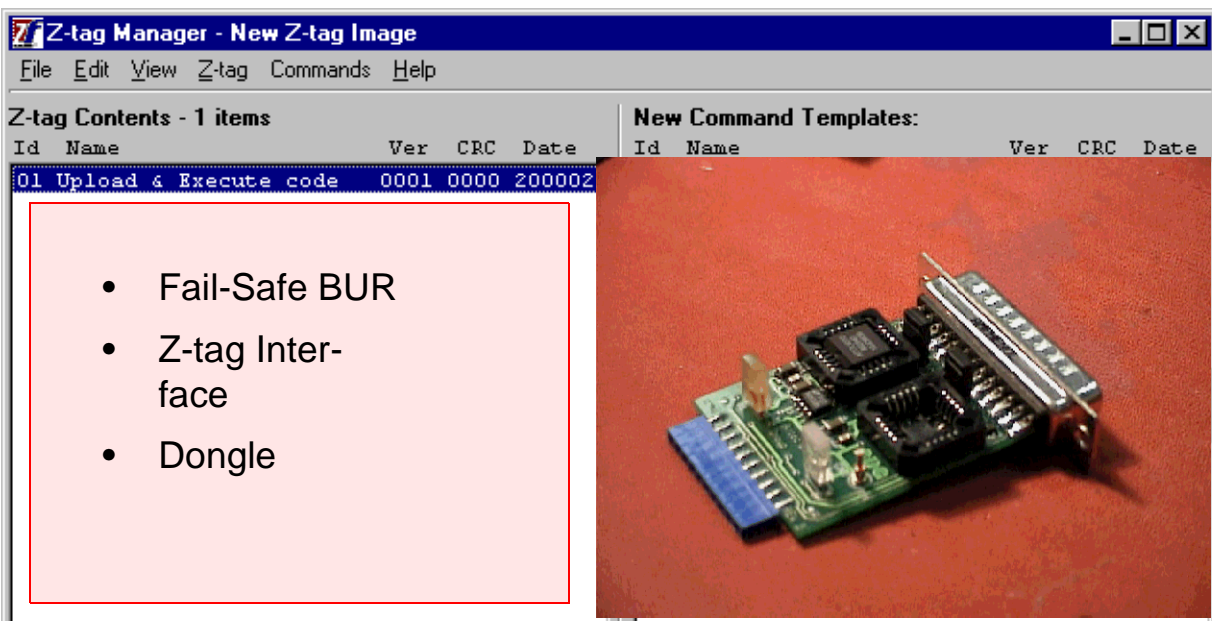 Z-tag Manager - New Z-tag Image
File Edit View Z-tag Commands Help
Z-tag Contents - 1 items
Id Name Ver CRC Date
01 Upload & Execute code 0001 0000 200002
New Command Templates:
Id Name Ver CRC Date
• Fail-Safe BUR
• Z-tag Inter-
face
• Dongle